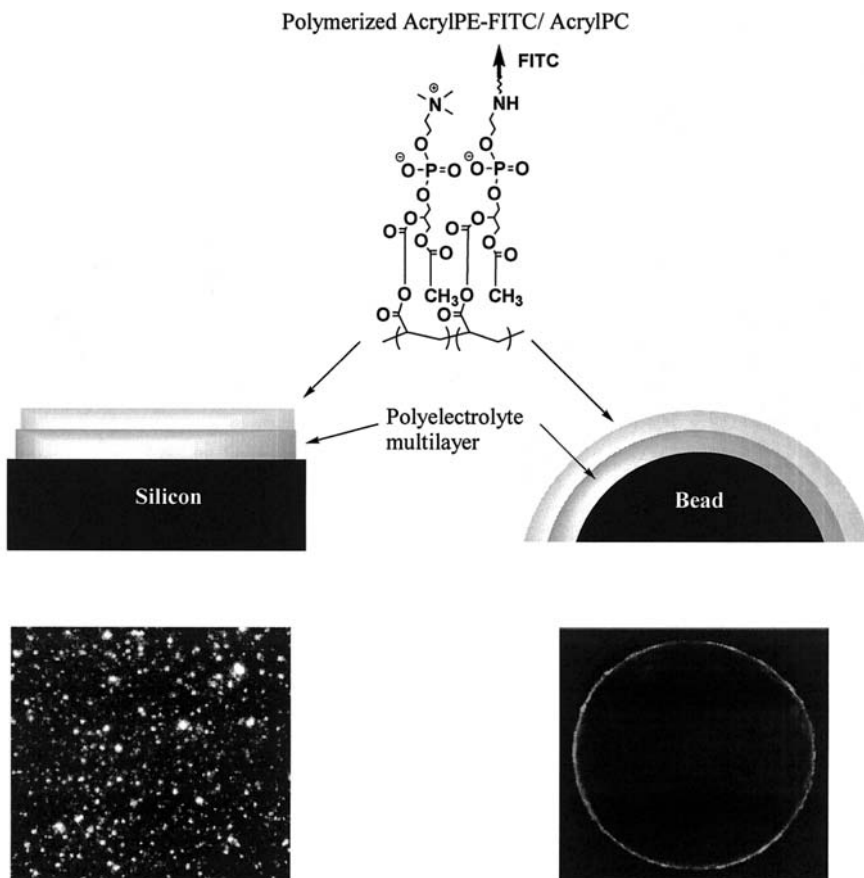 Polymerized AcrylPE-FITC/ AcrylPC
FITC
⊕
N
NH
O
O
⊖
O-P=O
⊖
O-P=O
O
O
O
O
O
O
O
O
O
O
O
CH₃
O
CH₃
O
O
Polyelectrolyte
multilayer
Silicon
Bead